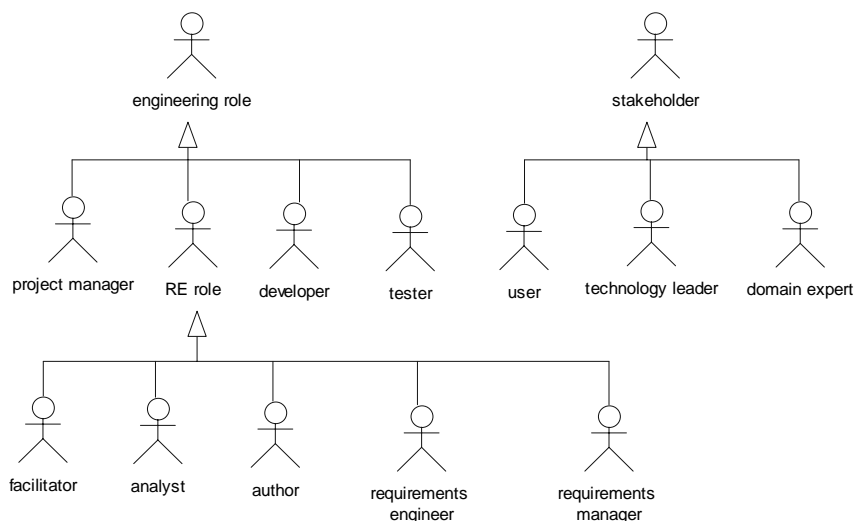 engineering role
stakeholder
project manager
RE role
developer
tester
user
technology leader
domain expert
facilitator
analyst
author
requirements
engineer
requirements
manager